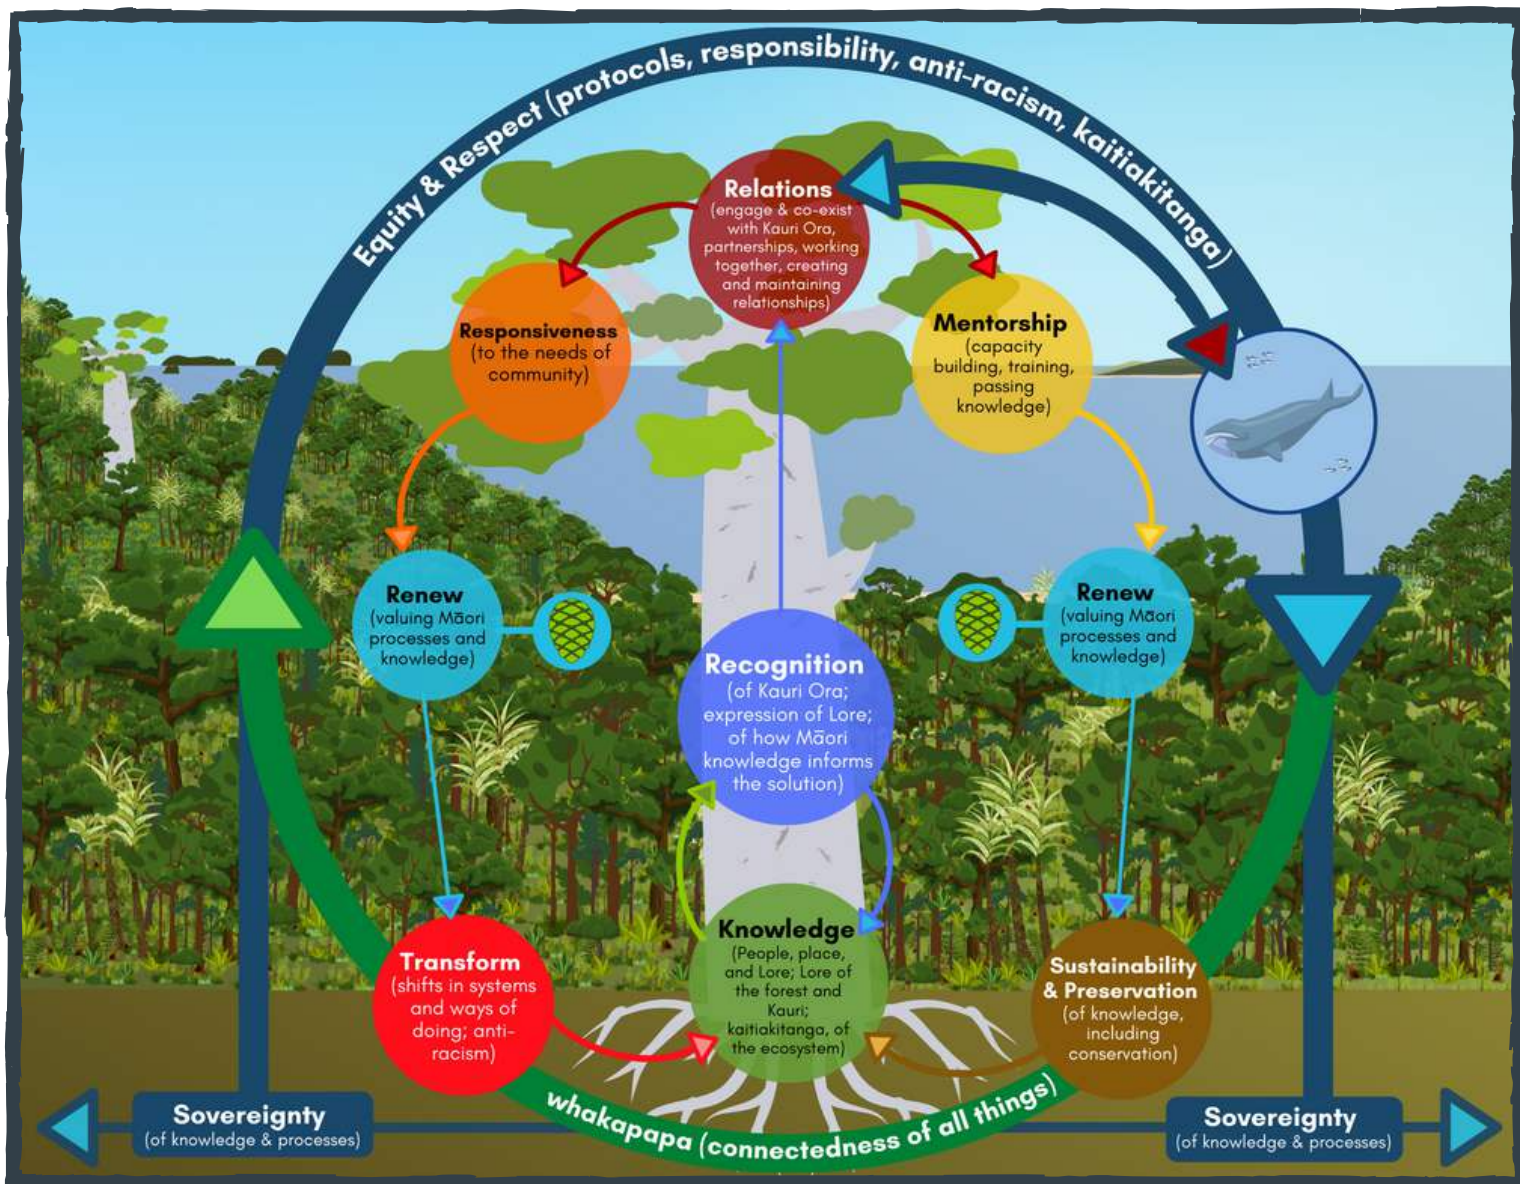 Equity & Respect (protocols, responsibility, anti-racism, kaitiakitanga)
Relations
(engage & co-exist
with Kauri Ora,
partnerships, working
together, creating
and maintaining
relationships)
Responsiveness
(to the needs of
community)
Mentorship
(capacity
building, training,
passing
knowledge)
Renew
(valuing Māori
processes and
knowledge)
Renew
(valuing Māori
processes and
knowledge)
Recognition
(of Kauri Ora;
expression of Lore;
of how Māori
knowledge informs
the solution)
Transform
(shifts in systems
and ways of
doing; anti-
racism)
Knowledge
(People, place,
and Lore; Lore of
the forest and
Kauri;
kaitiakitanga, of
the ecosystem)
Sustainability
& Preservation
(of knowledge,
including
conservation)
whakapapa (connectedness of all things)
Sovereignty
(of knowledge & processes)
Sovereignty
(of knowledge & processes)